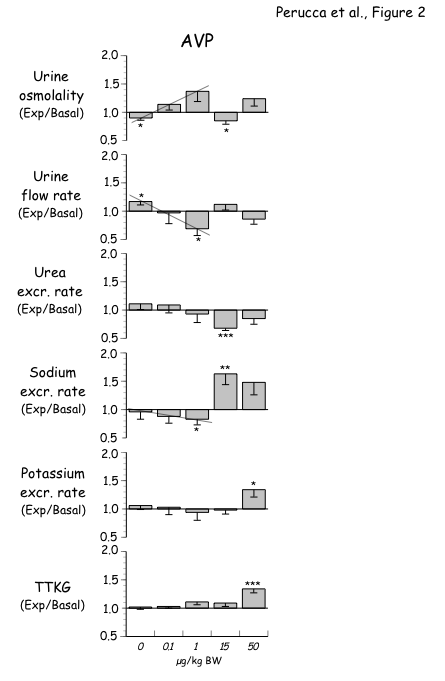 Perucca et al., Figure 2
AVP
Urine
osmolality
(Exp/Basal)
2.0
1.5
1.0
0.5
*
*
Urine
flow rate
(Exp/Basal)
2.0
1.5
1.0
0.5
*
*
Urea
excr. rate
(Exp/Basal)
2.0
1.5
1.0
0.5
***
Sodium
excr. rate
(Exp/Basal)
2.0
1.5
1.0
0.5
**
*
Potassium
excr. rate
(Exp/Basal)
2.0
1.5
1.0
0.5
*
TTKG
(Exp/Basal)
2.0
1.5
1.0
0.5
***
0 0.1 1 15 50
µg/kg BW